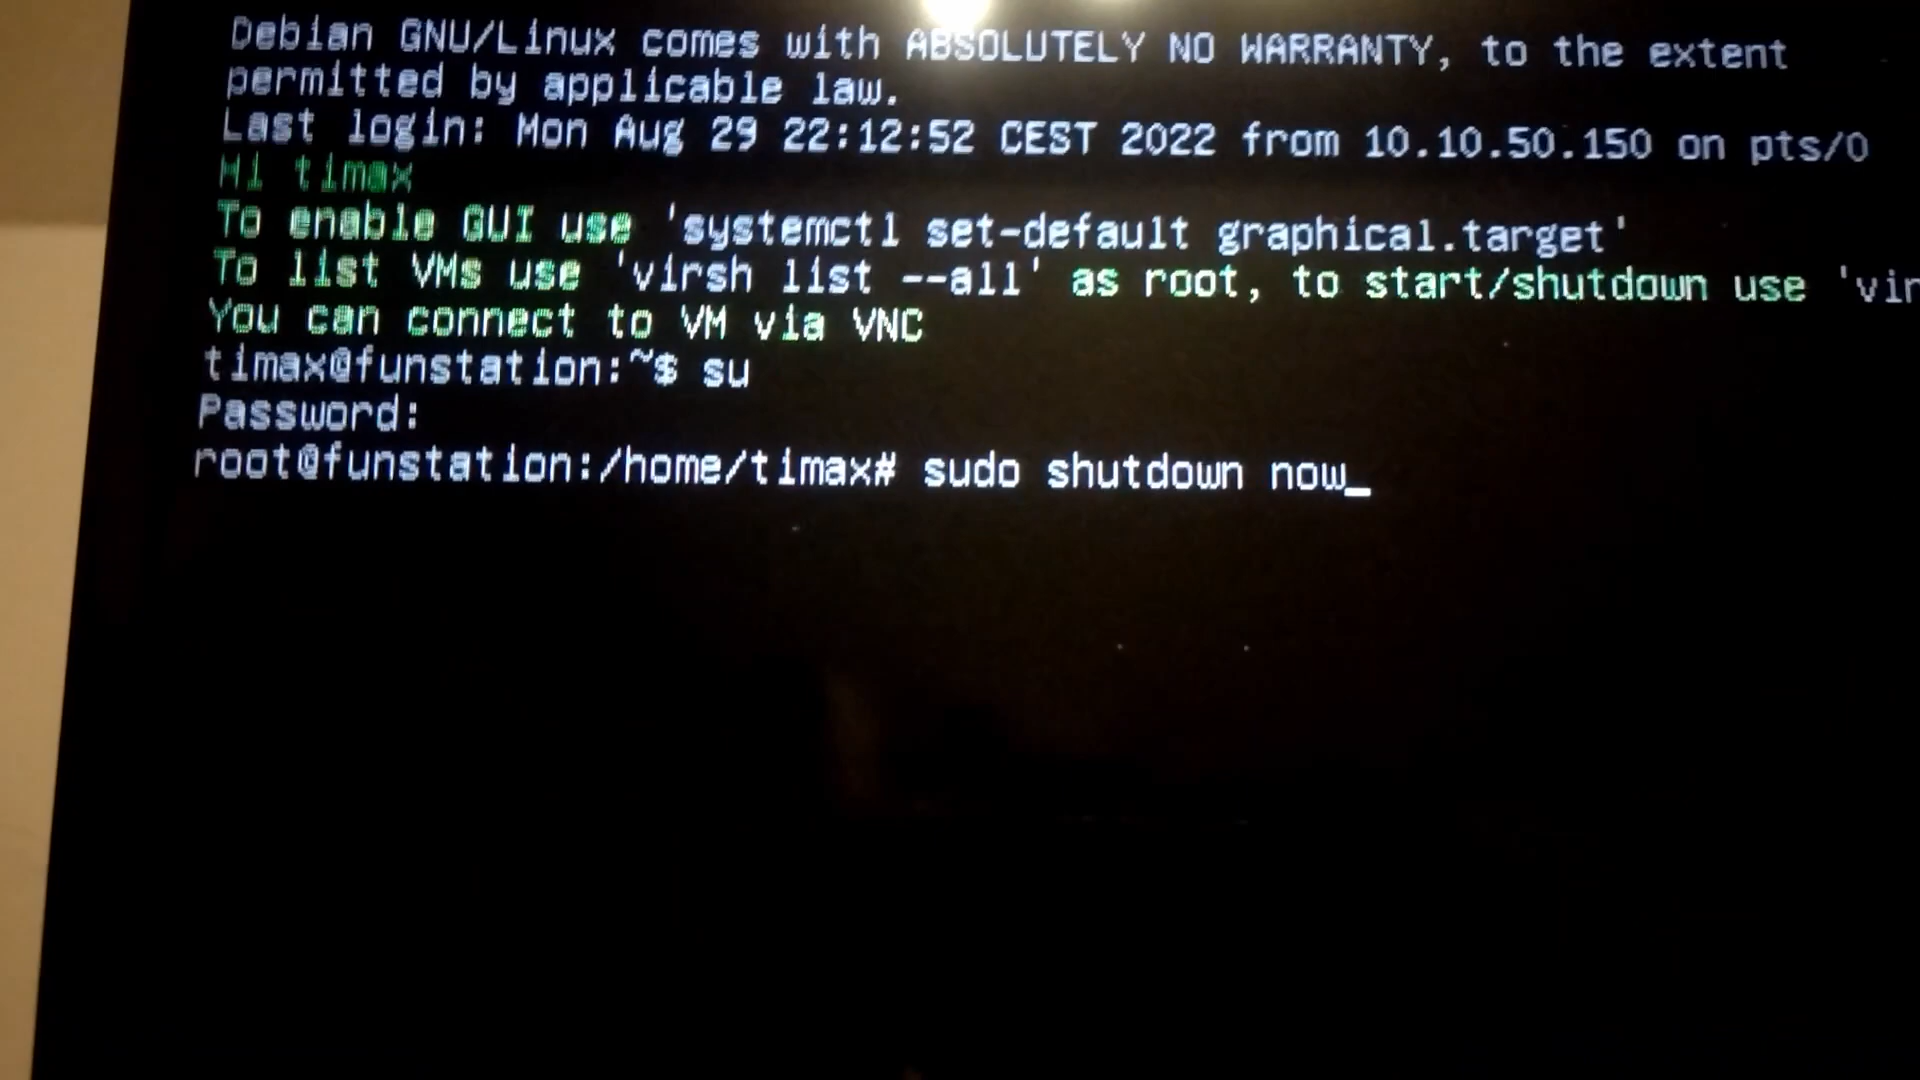 Debian GNU/Linux comes with ABSOLUTELY NO WARRANTY, to the extent
permitted by applicable law.
Last login: Mon Aug 29 22:12:52 CEST 2022 from 10.10.50.150 on pts/0
Hi timax
To enable GUI use 'systemctl set-default graphical.target'
To list VMs use 'virsh list --all' as root, to start/shutdown use 'vir
You can connect to VM via VNC
timax@funstation:~$ su
Password:
root@funstation:/home/timax# sudo shutdown now_